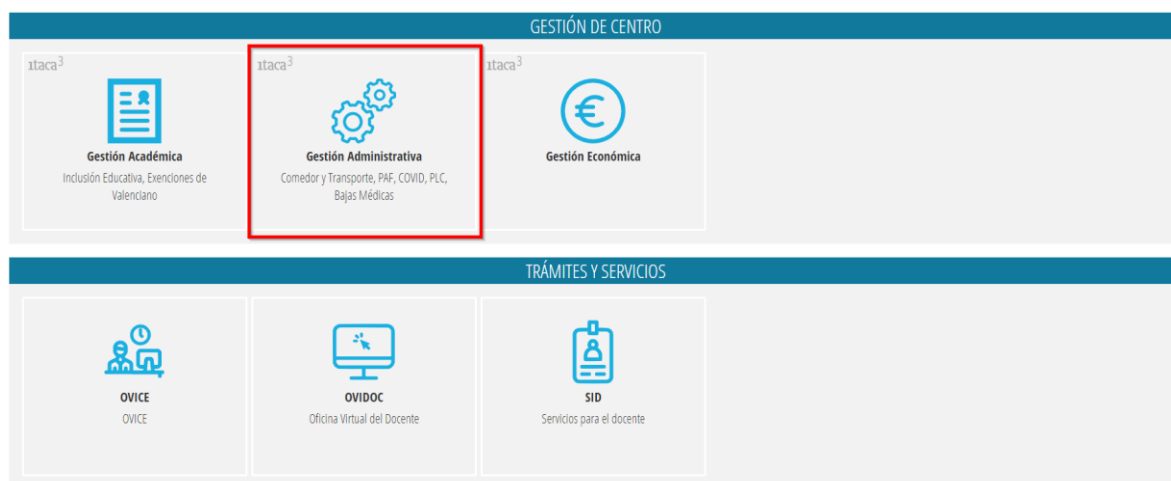 GESTIÓN DE CENTRO
ıtaca3
ıtaca3
ıtaca3
Gestión Académica
Inclusión Educativa, Exenciones de
Valenciano
Gestión Administrativa
Comedor y Transporte, PAF, COVID, PLC,
Bajas Médicas
Gestión Económica
TRÁMITES Y SERVICIOS
OVICE
OVICE
OVIDOC
Oficina Virtual del Docente
SID
Servicios para el docente